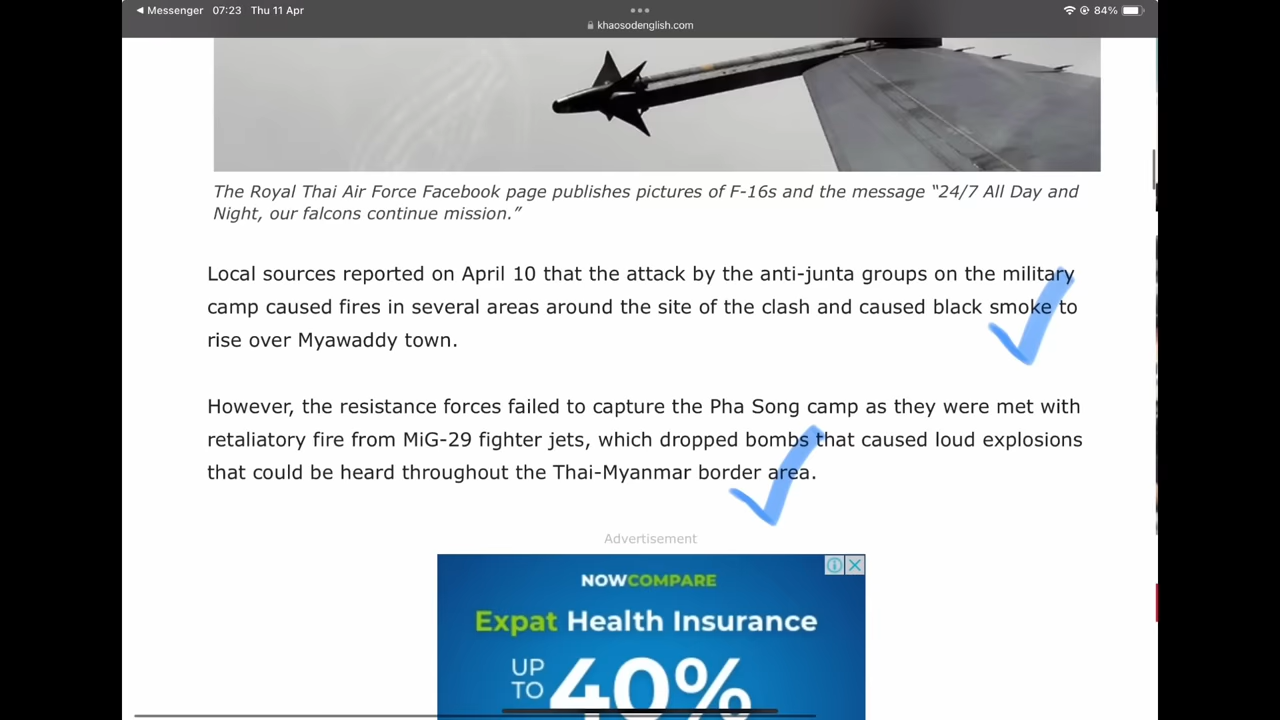 Messenger 07:23 Thu 11 Apr
84%
khaosodenglish.com
The Royal Thai Air Force Facebook page publishes pictures of F-16s and the message “24/7 All Day and
Night, our falcons continue mission.”
Local sources reported on April 10 that the attack by the anti-junta groups on the military
camp caused fires in several areas around the site of the clash and caused black smoke to
rise over Myawaddy town.
However, the resistance forces failed to capture the Pha Song camp as they were met with
retaliatory fire from MiG-29 fighter jets, which dropped bombs that caused loud explosions
that could be heard throughout the Thai-Myanmar border area.
Advertisement
NOWCOMPARE
Expat Health Insurance
UP
TO 40%